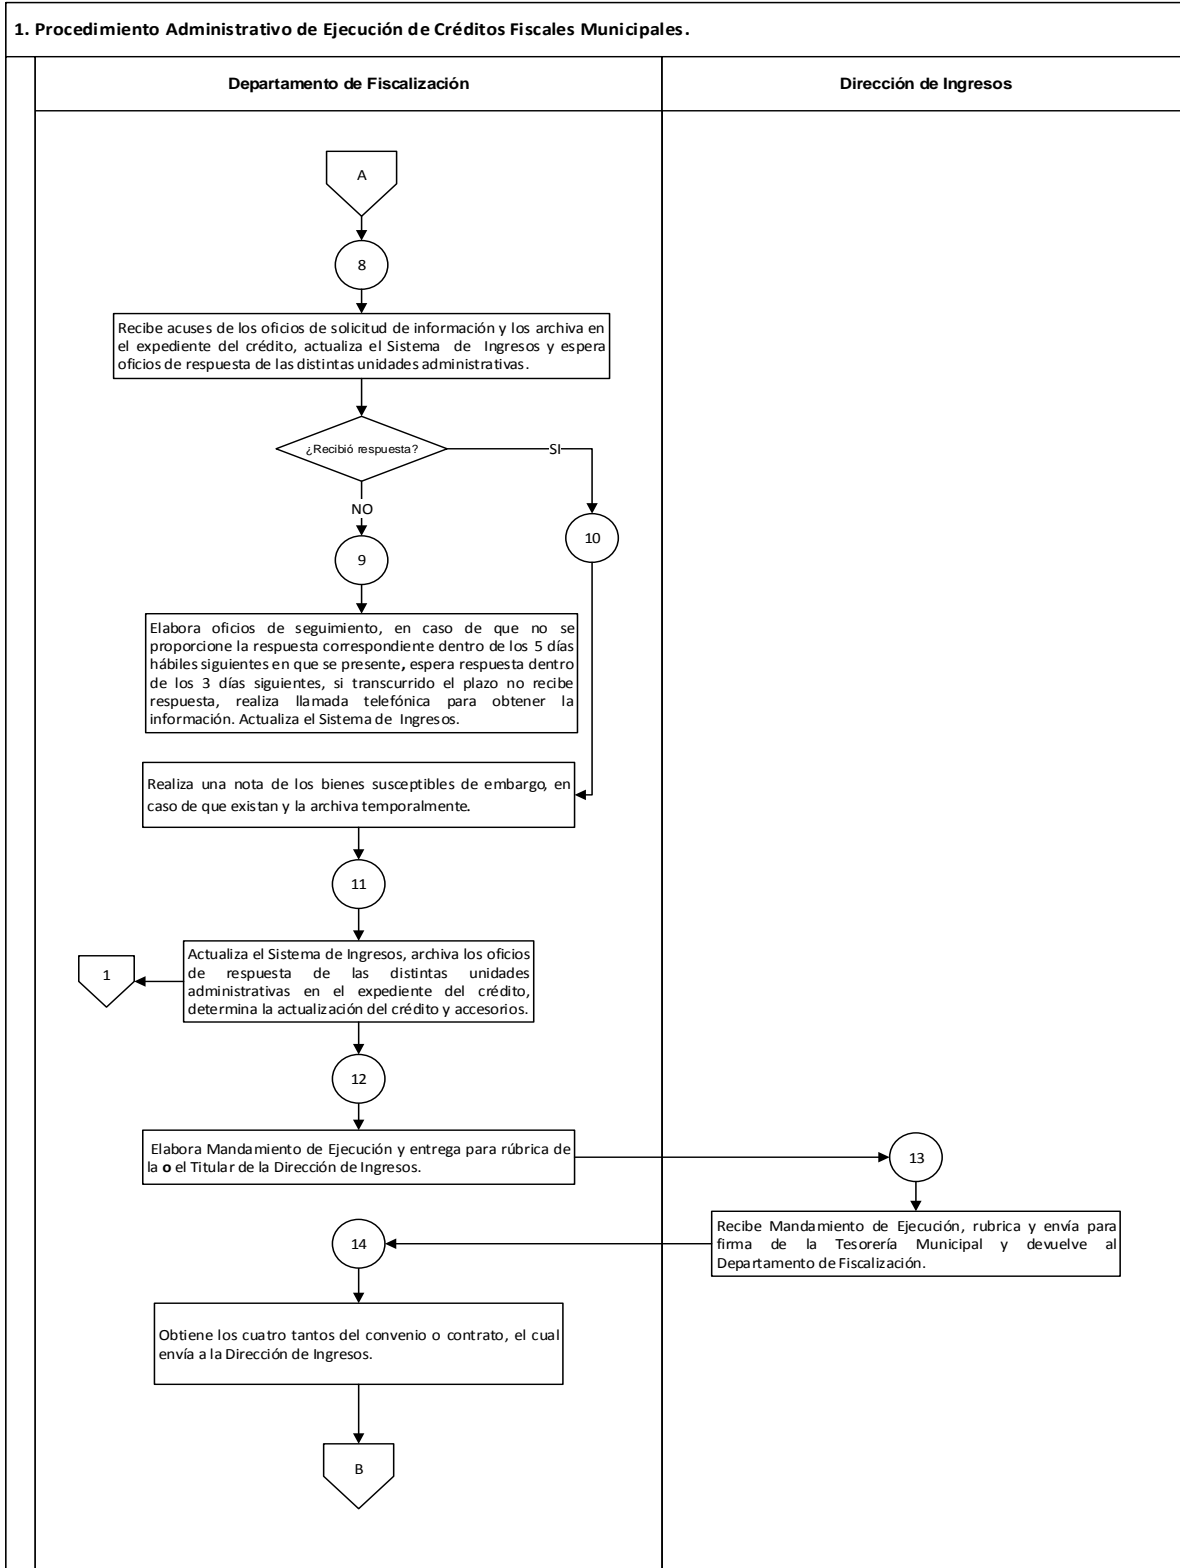 1. Procedimiento Administrativo de Ejecución de Créditos Fiscales Municipales.
Departamento de Fiscalización
Dirección de Ingresos
A
8
Recibe acuses de los oficios de solicitud de información y los archiva en
el expediente del crédito, actualiza el Sistema de Ingresos y espera
oficios de respuesta de las distintas unidades administrativas.
¿Recibió respuesta?
SI
NO
10
9
Elabora oficios de seguimiento, en caso de que no se
proporcione la respuesta correspondiente dentro de los 5 días
hábiles siguientes en que se presente, espera respuesta dentro
de los 3 días siguientes, si transcurrido el plazo no recibe
respuesta, realiza llamada telefónica para obtener la
información. Actualiza el Sistema de Ingresos.
Realiza una nota de los bienes susceptibles de embargo, en
caso de que existan y la archiva temporalmente.
11
Actualiza el Sistema de Ingresos, archiva los oficios
de respuesta de las distintas unidades
administrativas en el expediente del crédito,
determina la actualización del crédito y accesorios.
1
12
Elabora Mandamiento de Ejecución y entrega para rúbrica de
la o el Titular de la Dirección de Ingresos.
13
Recibe Mandamiento de Ejecución, rubrica y envía para
firma de la Tesorería Municipal y devuelve al
Departamento de Fiscalización.
14
Obtiene los cuatro tantos del convenio o contrato, el cual
envía a la Dirección de Ingresos.
B